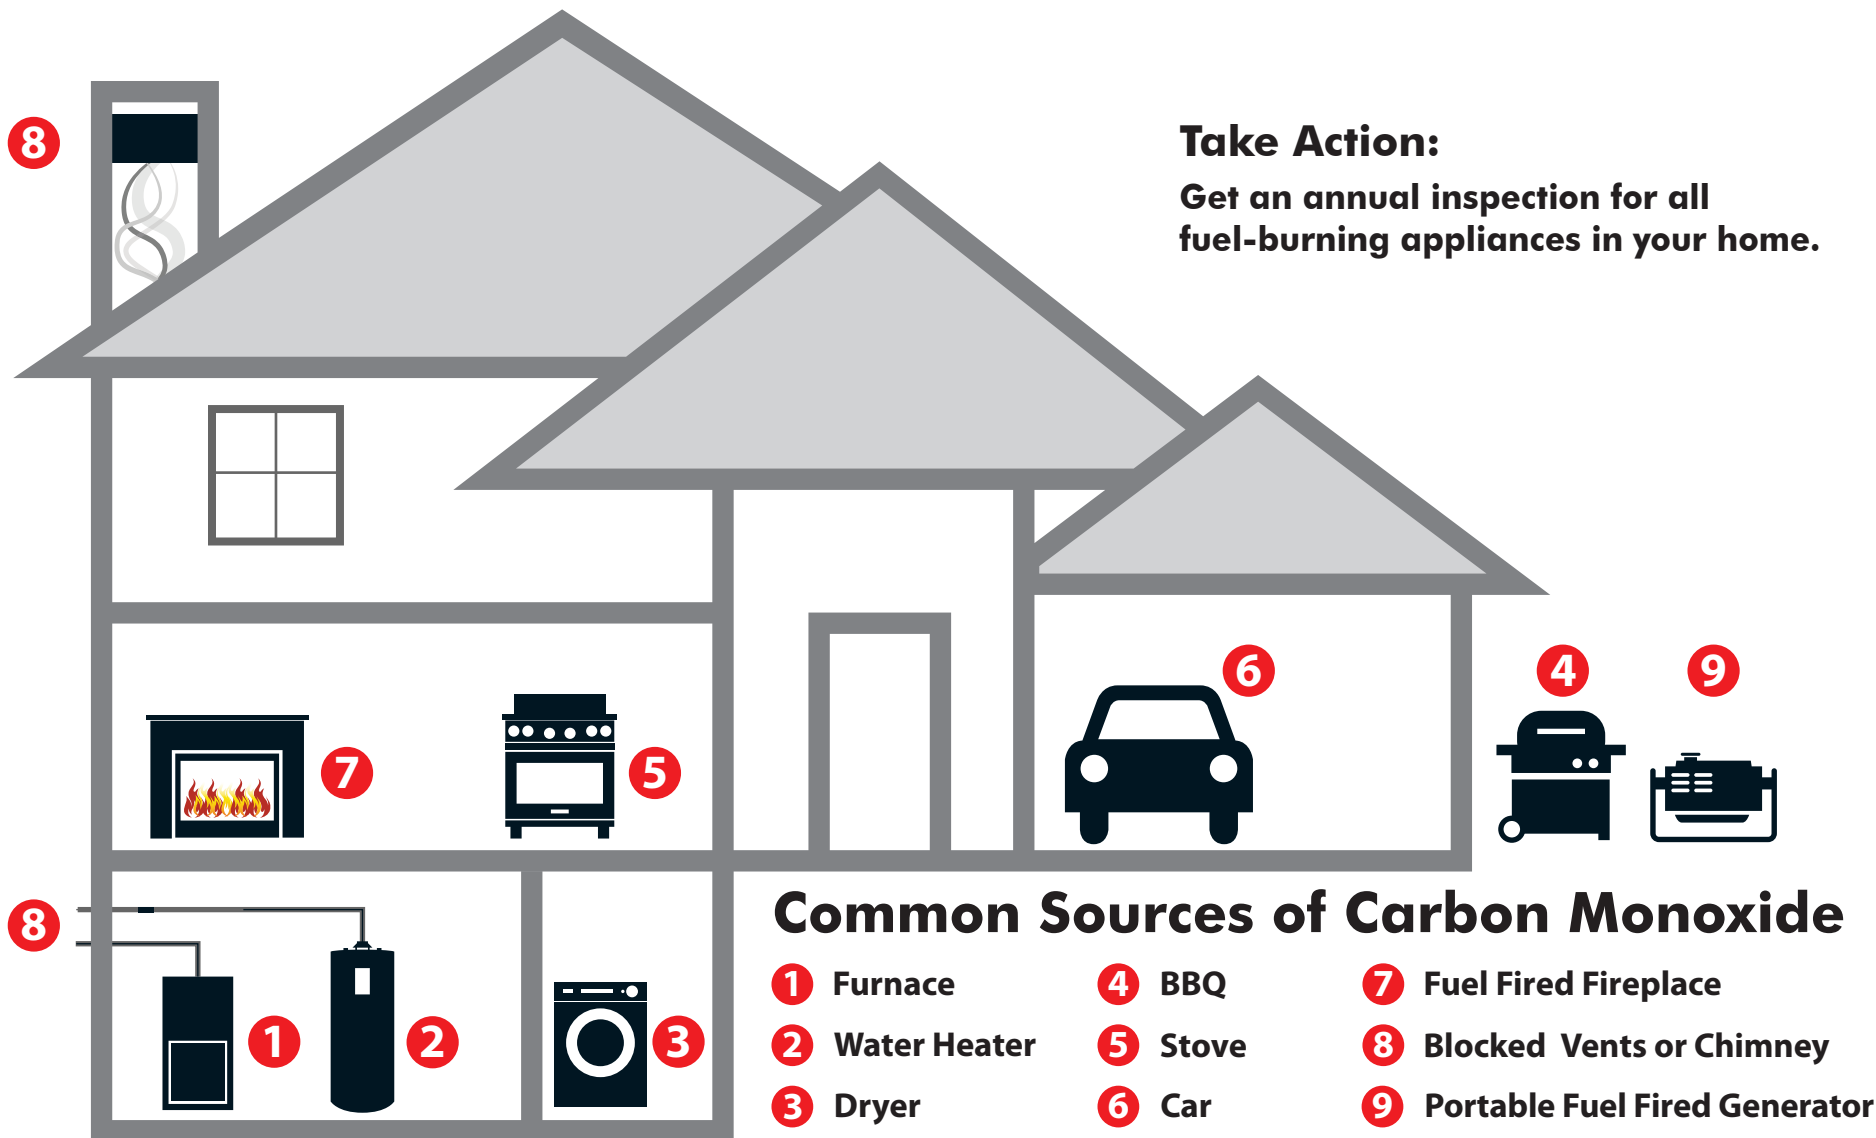 8
Take Action:
Get an annual inspection for all
fuel-burning appliances in your home.
6
4
9
7
5
8
1
2
3
Common Sources of Carbon Monoxide
1 Furnace
2 Water Heater
3 Dryer
4 BBQ
5 Stove
6 Car
7 Fuel Fired Fireplace
8 Blocked Vents or Chimney
9 Portable Fuel Fired Generator